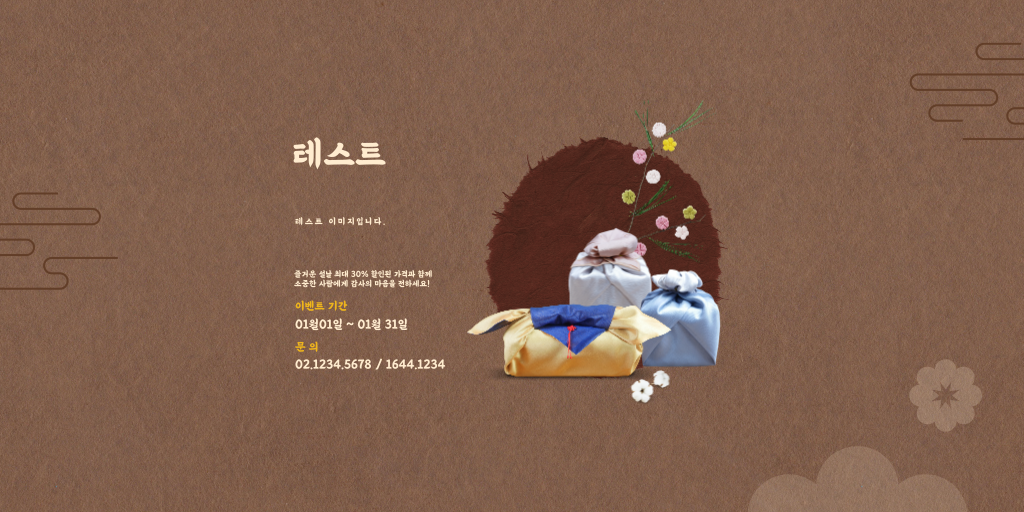 테스트
테스트 이미지입니다.
즐거운 설날 최대 30% 할인된 가격과 함께
소중한 사람에게 감사의 마음을 전하세요!
이벤트 기간
01월01일 ~ 01월 31일
문 의
02.1234.5678 / 1644.1234